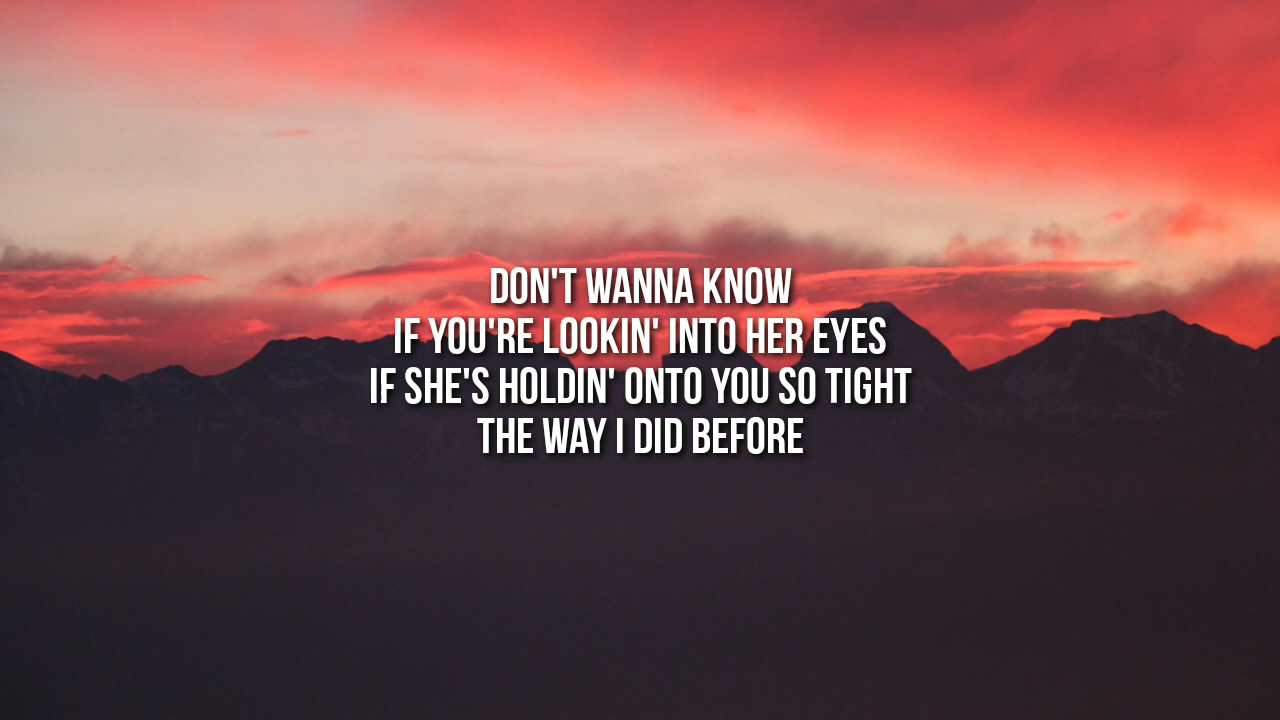 DON'T WANNA KNOW
IF YOU'RE LOOKIN' INTO HER EYES
IF SHE'S HOLDIN' ONTO YOU SO TIGHT
THE WAY I DID BEFORE